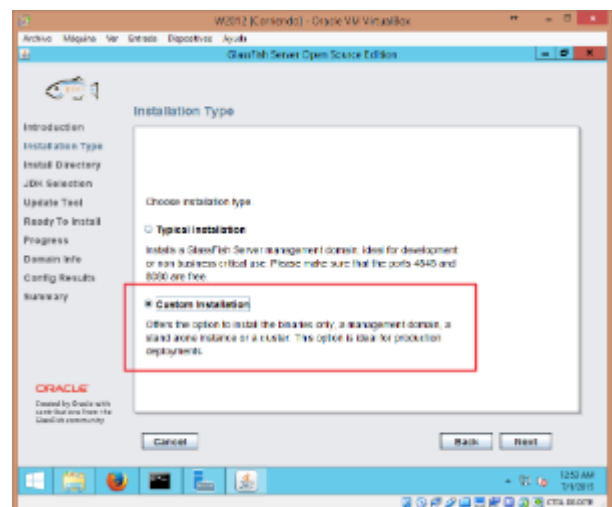 W2012 [Corriendo] - Oracle VM VirtualBox
Archivo Máquina Ver Entrada Dispositivos Ayuda
GlassFish Server Open Source Edition
Installation Type
Introduction
Installation Type
Install Directory
JDK Selection
Update Tool
Ready To Install
Progress
Domain Info
Config Results
Summary
Choose installation type.
Typical Installation
Installs a GlassFish Server management domain, ideal for development
or non business critical use. Please make sure that the ports 4848 and
8080 are free.
Custom Installation
Offers the option to install the binaries only, a management domain, a
stand alone instance or a cluster. This option is ideal for production
deployments.
ORACLE
Created by Oracle with
contributions from the
GlassFish community
Cancel
Back
Next
12:53 AM
CTRL DERECHA